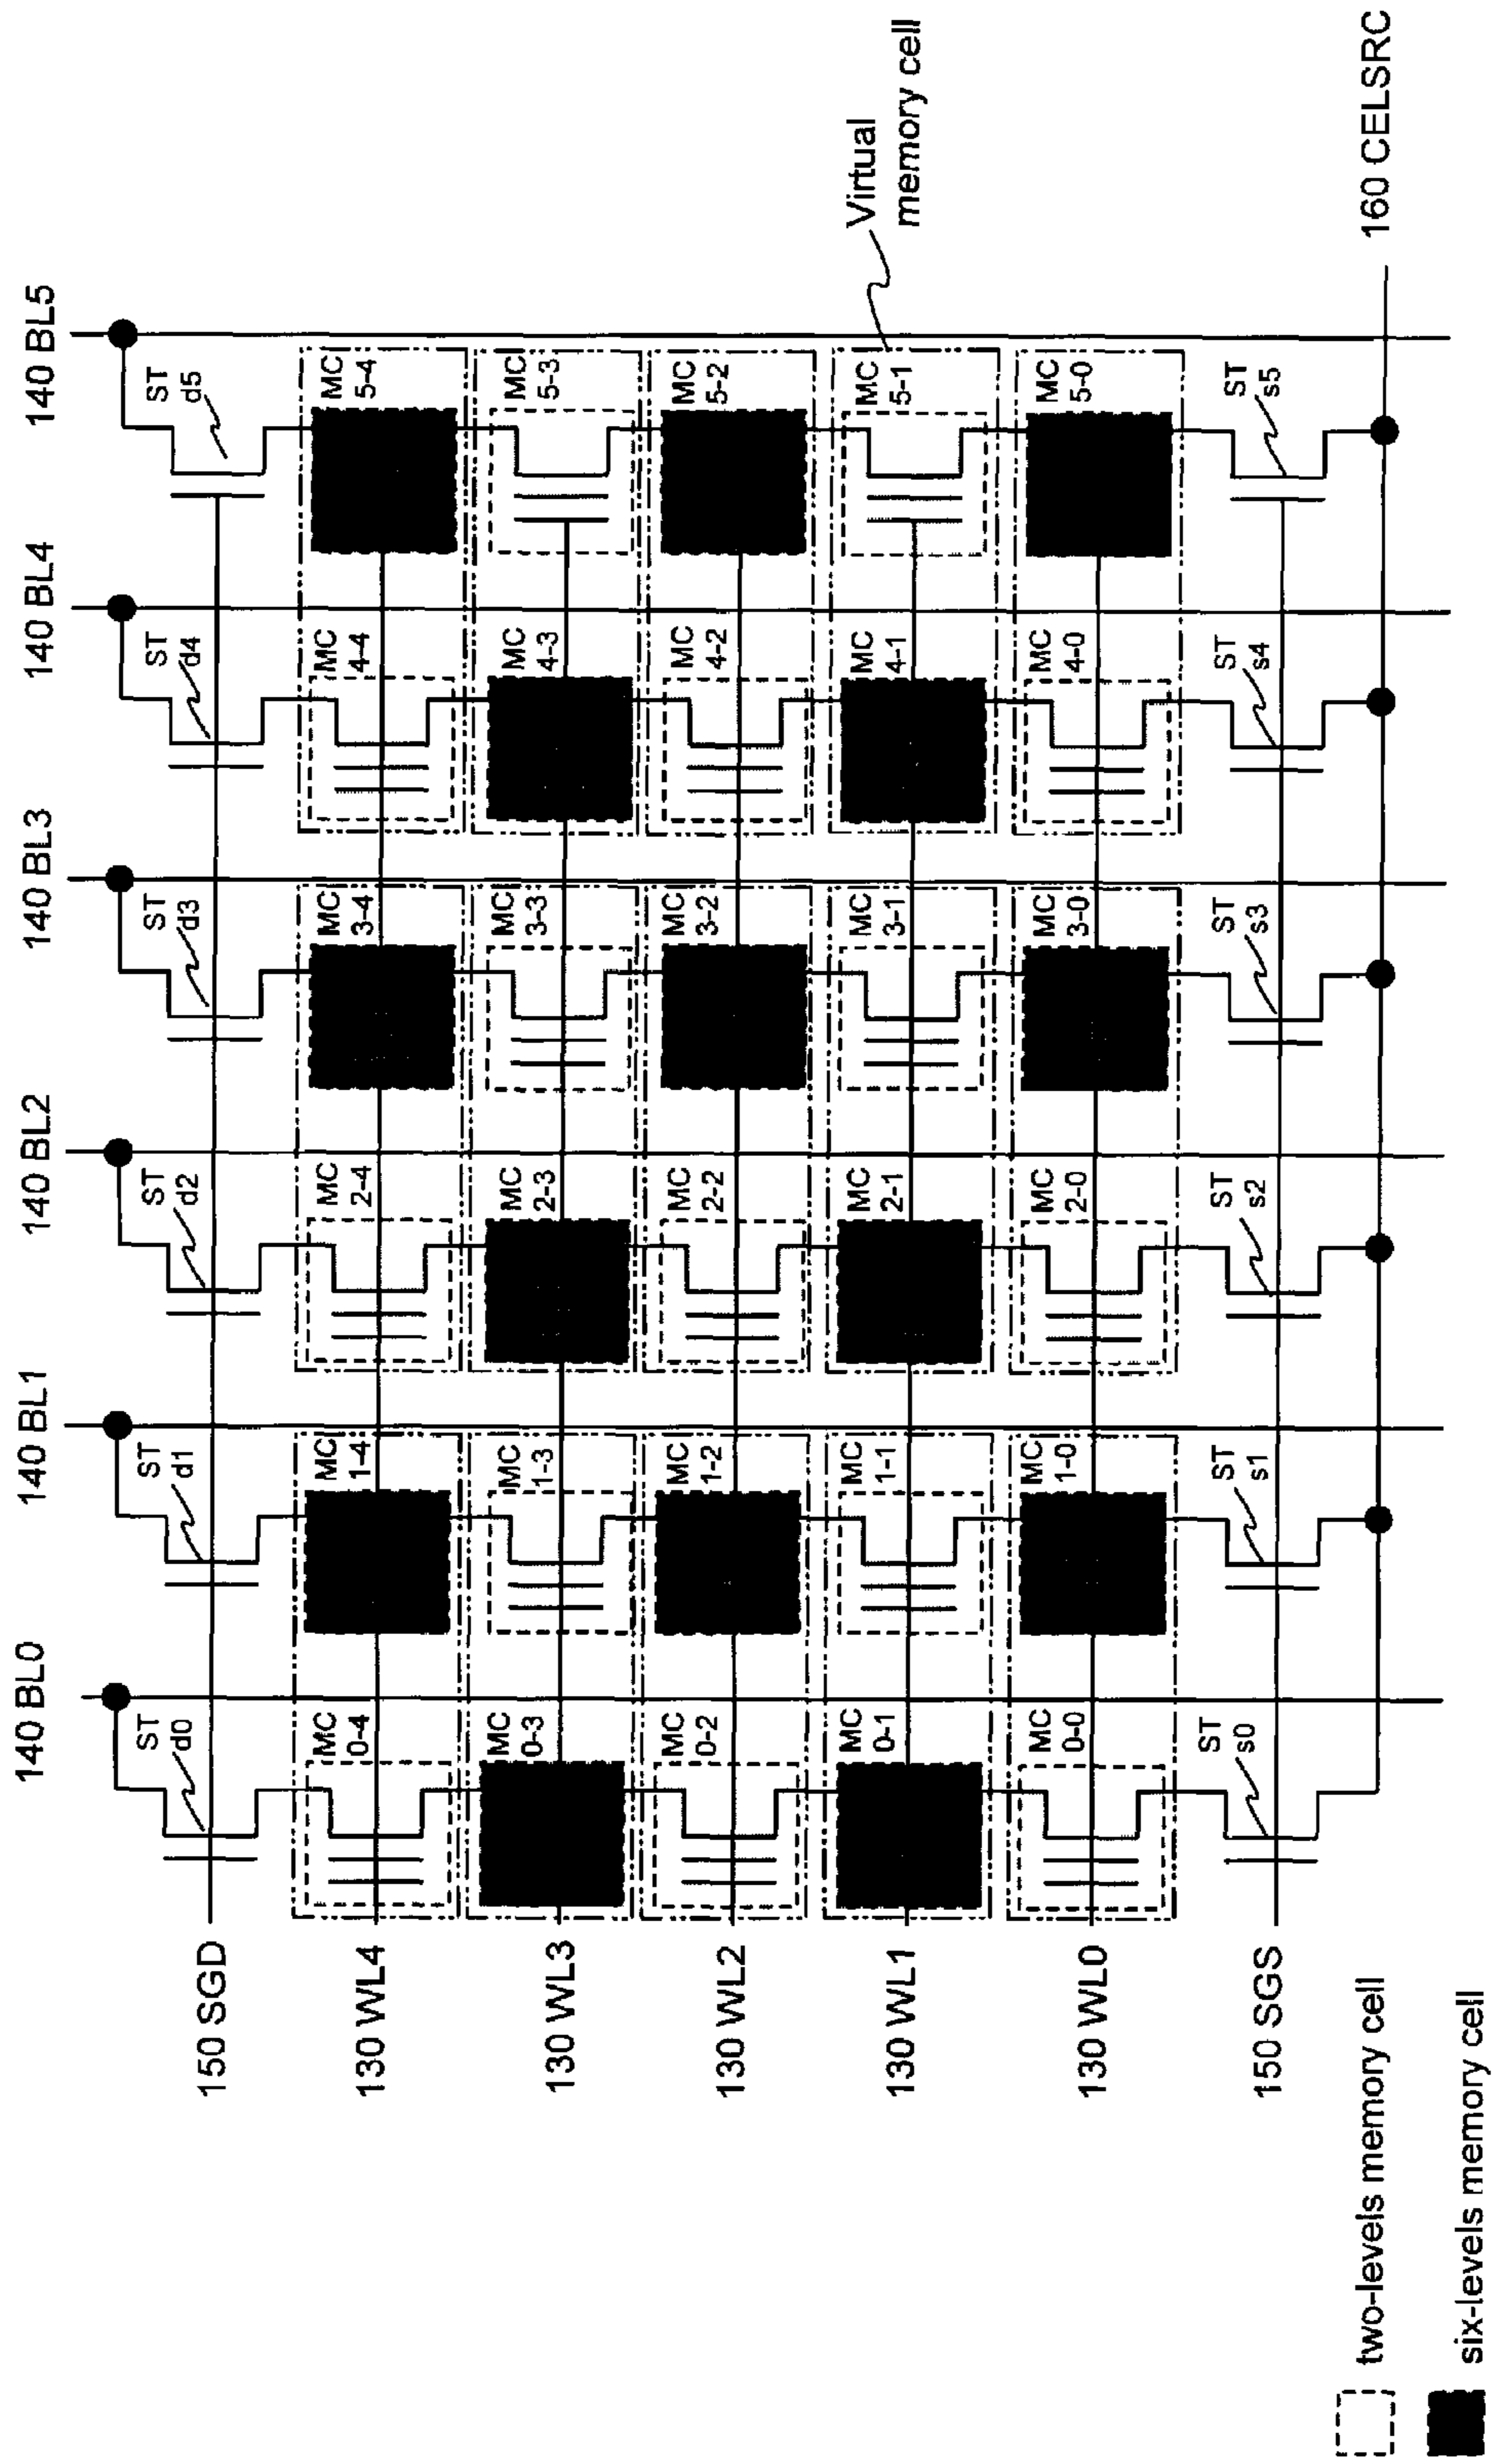 140 BL0
140 BL1
140 BL2
140 BL3
140 BL4
140 BL5
ST
d0
ST
d1
ST
d2
ST
d3
ST
d4
ST
d5
150 SGD
MC
0-4
MC
1-4
MC
2-4
MC
3-4
MC
4-4
MC
5-4
130 WL4
MC
0-3
MC
1-3
MC
2-3
MC
3-3
MC
4-3
MC
5-3
130 WL3
MC
0-2
MC
1-2
MC
2-2
MC
3-2
MC
4-2
MC
5-2
130 WL2
MC
0-1
MC
1-1
MC
2-1
MC
3-1
MC
4-1
MC
5-1
Virtual
memory cell
130 WL1
MC
0-0
MC
1-0
MC
2-0
MC
3-0
MC
4-0
MC
5-0
130 WL0
ST
s0
ST
s1
ST
s2
ST
s3
ST
s4
ST
s5
150 SGS
160 CELSRC
two-levels memory cell
six-levels memory cell